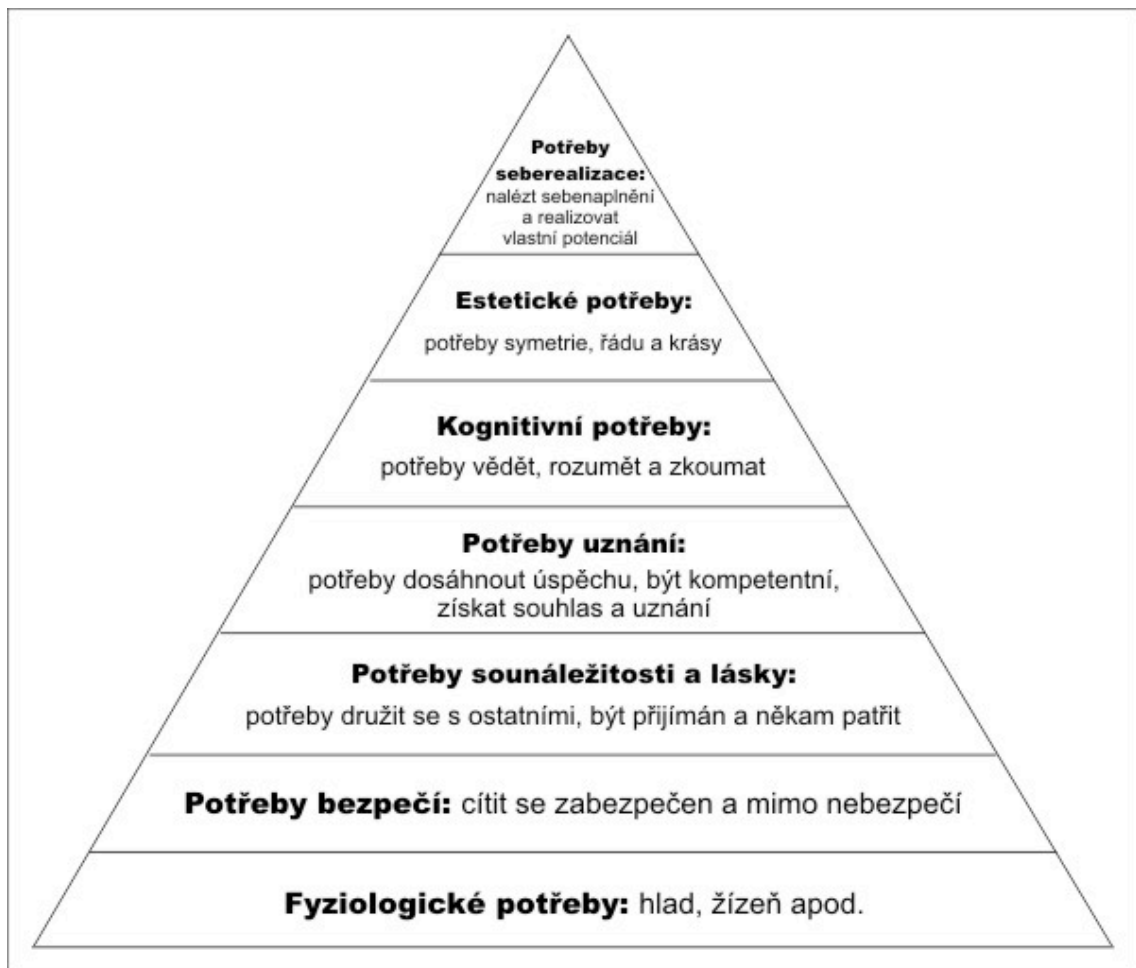 Potřeby
seberealizace:
nalézt sebenaplnění
a realizovat
vlastní potenciál
Estetické potřeby:
potřeby symetrie, řádu a krásy
Kognitivní potřeby:
potřeby vědět, rozumět a zkoumat
Potřeby uznání:
potřeby dosáhnout úspěchu, být kompetentní,
získat souhlas a uznání
Potřeby sounáležitosti a lásky:
potřeby družit se s ostatními, být přijímán a někam patřit
Potřeby bezpečí: cítit se zabezpečen a mimo nebezpečí
Fyziologické potřeby: hlad, žízeň apod.